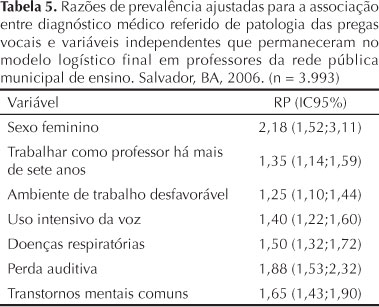 Tabela 5. Razões de prevalência ajustadas para a associação
entre diagnóstico médico referido de patologia das pregas
vocais e variáveis independentes que permaneceram no
modelo logístico final em professores da rede pública
municipal de ensino. Salvador, BA, 2006. (n = 3.993)
Variável RP (IC95%)
Sexo feminino 2,18 (1,52;3,11)
Trabalhar como professor há mais
de sete anos 1,35 (1,14;1,59)
Ambiente de trabalho desfavorável 1,25 (1,10;1,44)
Uso intensivo da voz 1,40 (1,22;1,60)
Doenças respiratórias 1,50 (1,32;1,72)
Perda auditiva 1,88 (1,53;2,32)
Transtornos mentais comuns 1,65 (1,43;1,90)